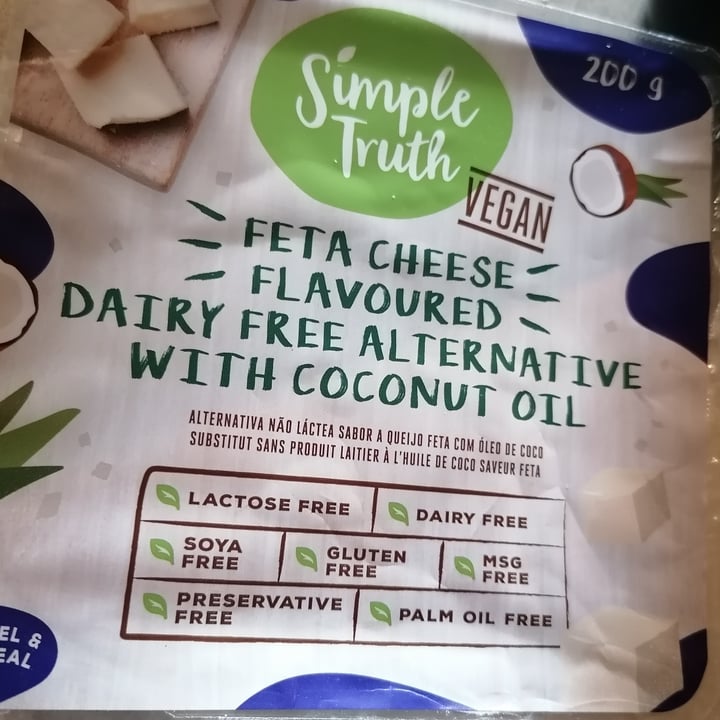 200 g
Simple
Truth
VEGAN
FETA CHEESE
FLAVOURED
DAIRY FREE ALTERNATIVE
WITH COCONUT OIL
ALTERNATIVA NÃO LÁCTEA SABOR A QUEIJO FETA COM ÓLEO DE COCO
SUBSTITUT SANS PRODUIT LAITIER À L'HUILE DE COCO SAVEUR FETA
LACTOSE FREE
DAIRY FREE
SOYA
FREE
GLUTEN
FREE
MSG
FREE
PRESERVATIVE
FREE
PALM OIL FREE
EL &
EAL